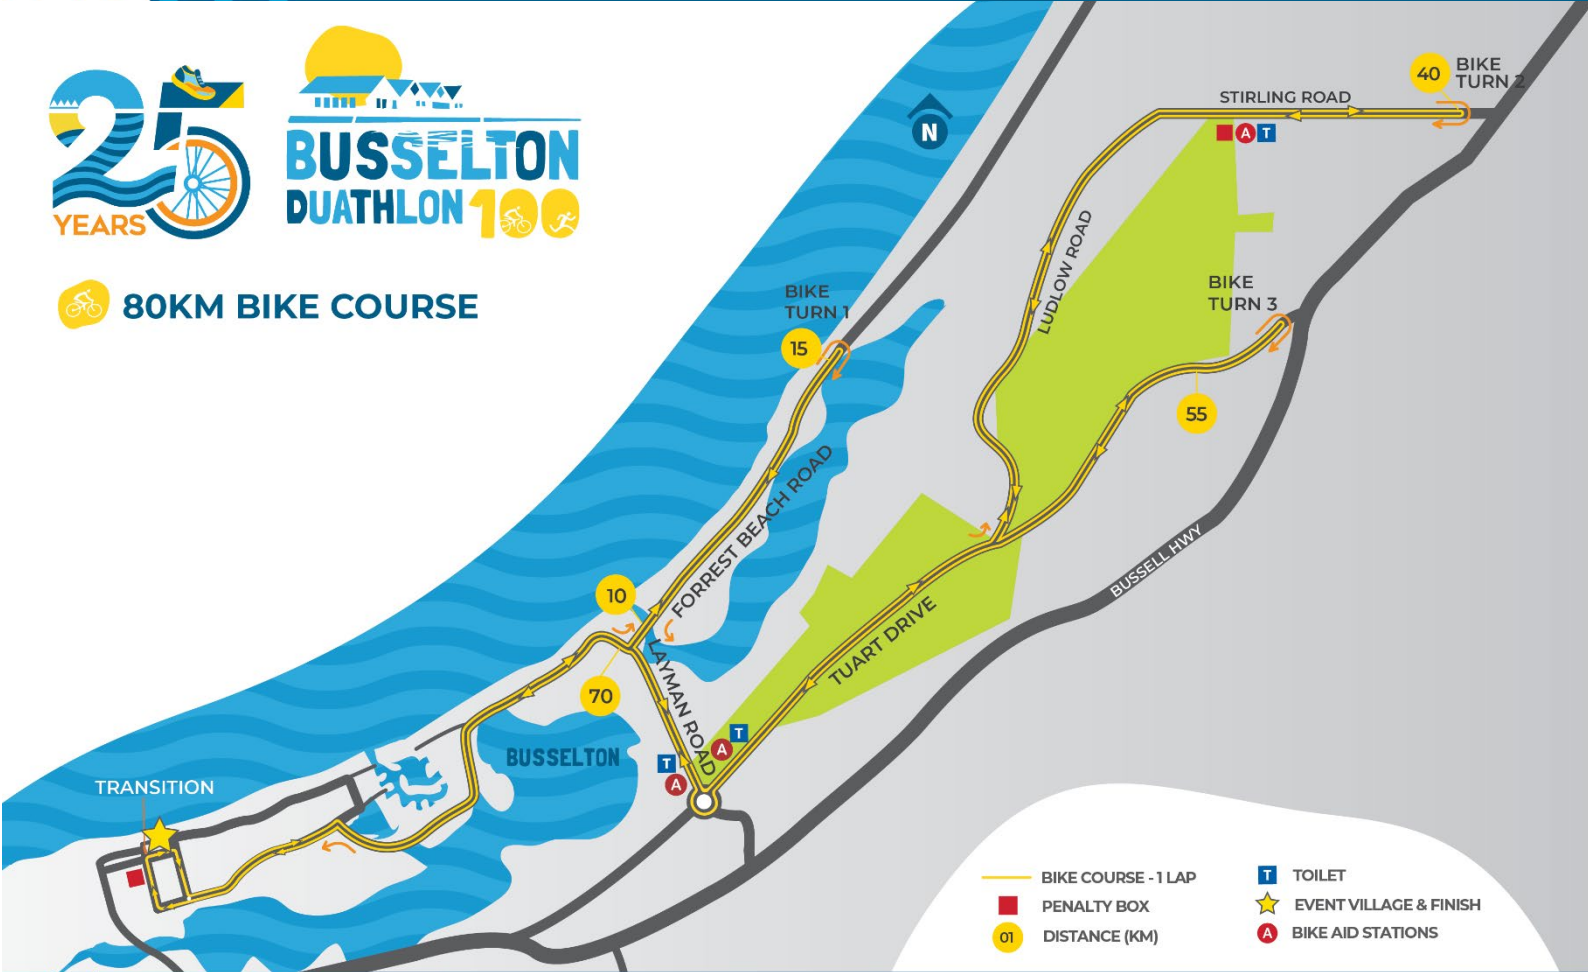 25
YEARS
BUSSELTON
DUATHLON 100
80KM BIKE COURSE
N
40
BIKE
TURN 2
STIRLING ROAD
A T
LUDLOW ROAD
BIKE
TURN 1
15
BIKE
TURN 3
55
FORREST BEACH ROAD
10
BUSSELL HWY
TUART DRIVE
LAYMAN ROAD
70
T
A
T
A
BUSSELTON
TRANSITION
BIKE COURSE - 1 LAP
PENALTY BOX
01 DISTANCE (KM)
T TOILET
EVENT VILLAGE & FINISH
A BIKE AID STATIONS